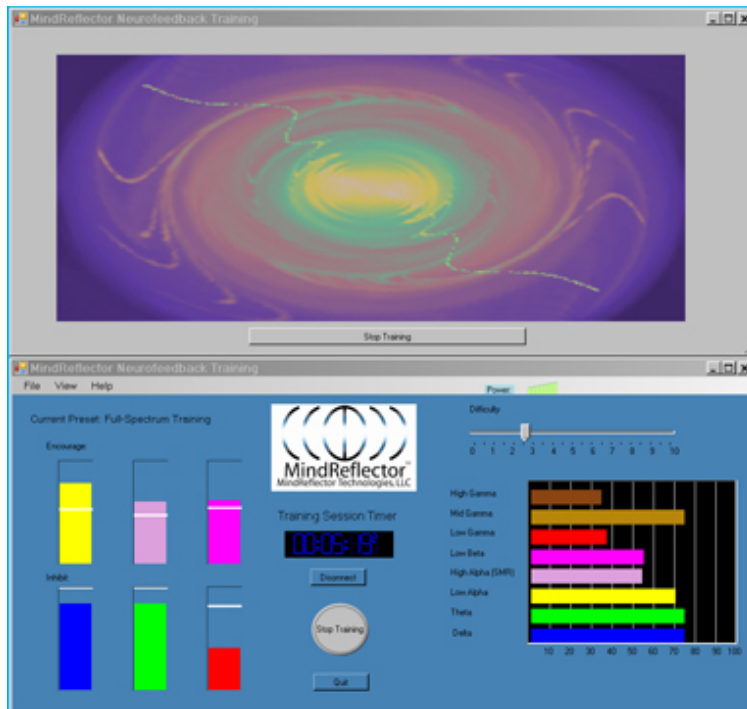 MindReflector Neurofeedback Training
Stop Training
MindReflector Neurofeedback Training
File View Help
Power:
Current Preset: Full-Spectrum Training
Encourage:
Inhibit:
MindReflector™
MindReflector Technologies, LLC
Training Session Timer
Disconnect
Stop Training
Quit
Difficulty
0 1 2 3 4 5 6 7 8 9 10
High Gamma
Mid Gamma
Low Gamma
Low Beta
High Alpha (SMR)
Low Alpha
Theta
Delta
10 20 30 40 50 60 70 80 90 100